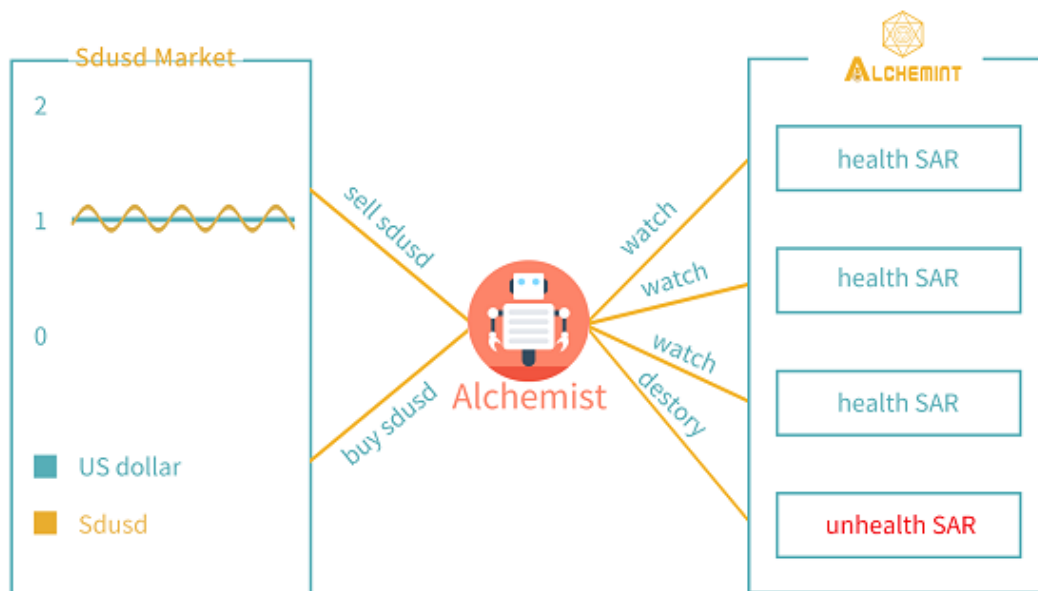 Sdusd Market
2
1
0
US dollar
Sdusd
sell sdusd
buy sdusd
Alchemist
watch
watch
watch
destory
ALCHEMINT
health SAR
health SAR
health SAR
unhealth SAR